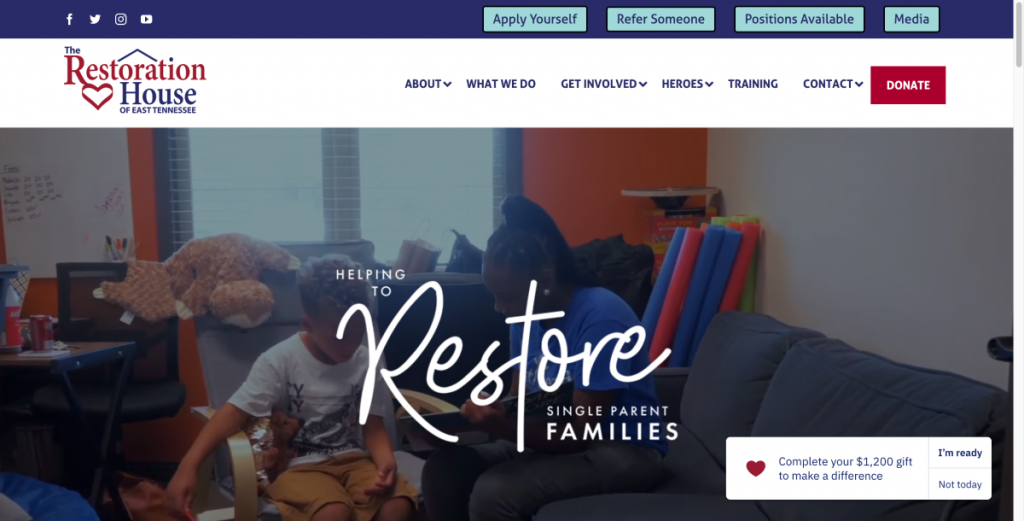 Apply Yourself
Refer Someone
Positions Available
Media
The
Restoration
House
OF EAST TENNESSEE
ABOUT
WHAT WE DO
GET INVOLVED
HEROES
TRAINING
CONTACT
DONATE
HELPING
TO
Restore
SINGLE PARENT
FAMILIES
Complete your $1,200 gift
to make a difference
I'm ready
Not today